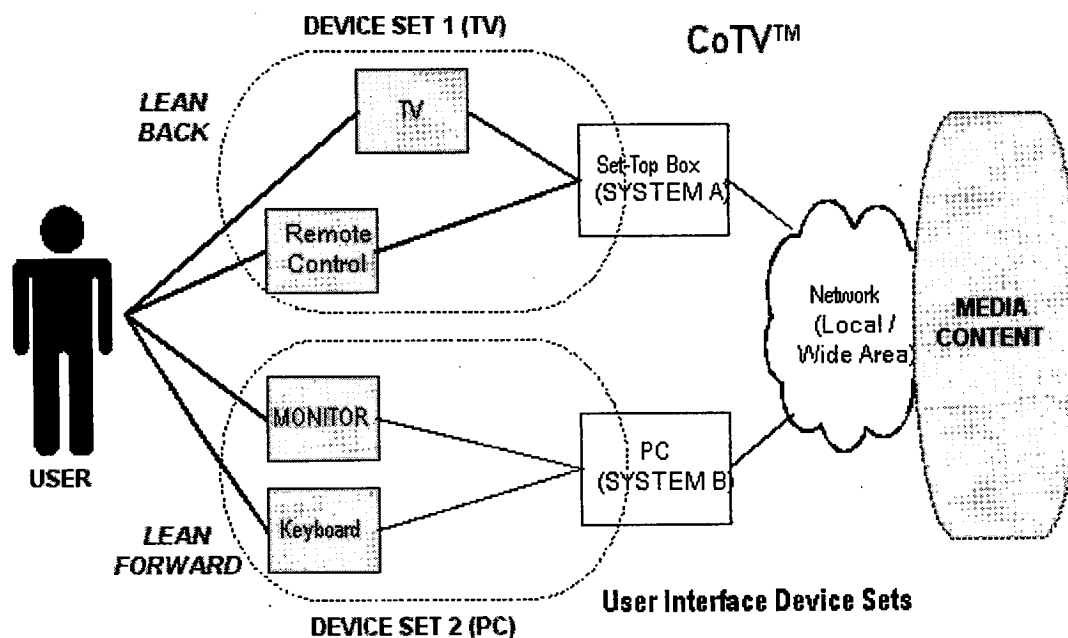 DEVICE SET 1 (TV)
CoTV™
LEAN
BACK
TV
Set-Top Box
(SYSTEM A)
Remote
Control
Network
(Local /
Wide Area)
MEDIA
CONTENT
MONITOR
PC
(SYSTEM B)
USER
Keyboard
LEAN
FORWARD
User Interface Device Sets
DEVICE SET 2 (PC)